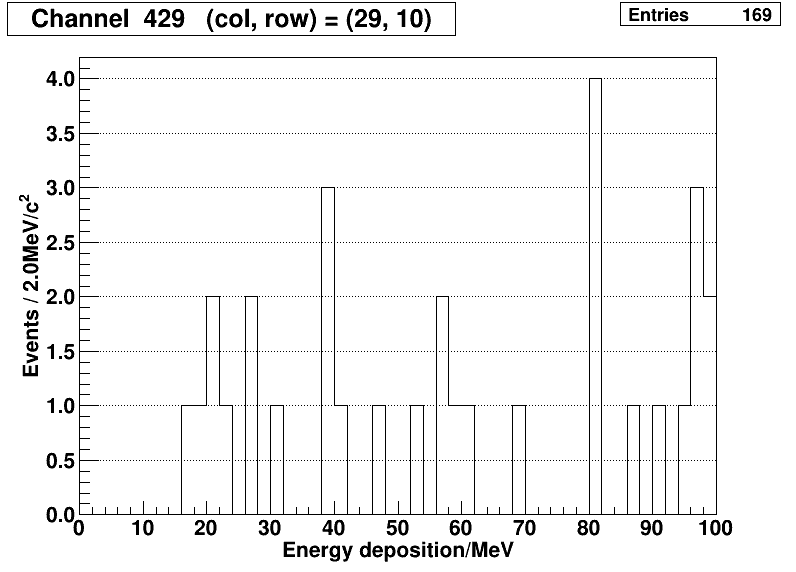 Channel 429 (col, row) = (29, 10)
Entries 169
Events / 2.0MeV/c²
4.0
3.5
3.0
2.5
2.0
1.5
1.0
0.5
0.0
0 10 20 30 40 50 60 70 80 90 100
Energy deposition/MeV